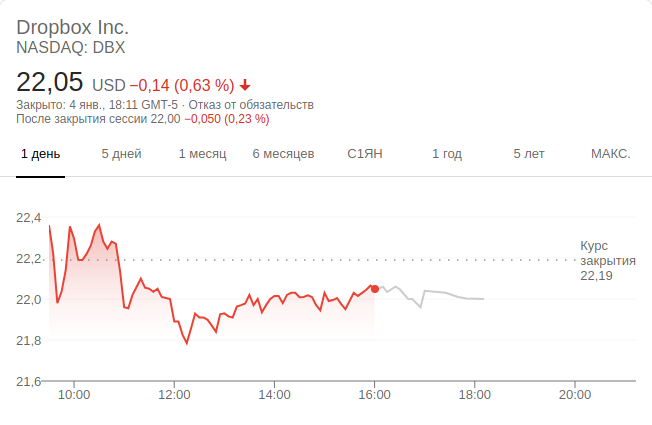 Dropbox Inc.
NASDAQ: DBX
22,05 USD −0,14 (0,63 %)
Закрыто: 4 янв., 18:11 GMT-5 · Отказ от обязательств
После закрытия сессии 22,00 −0,050 (0,23 %)
1 день 5 дней 1 месяц 6 месяцев С1ЯН 1 год 5 лет МАКС.
22,4
22,2
22,0
21,8
21,6
Курс
закрытия
22,19
10:00 12:00 14:00 16:00 18:00 20:00